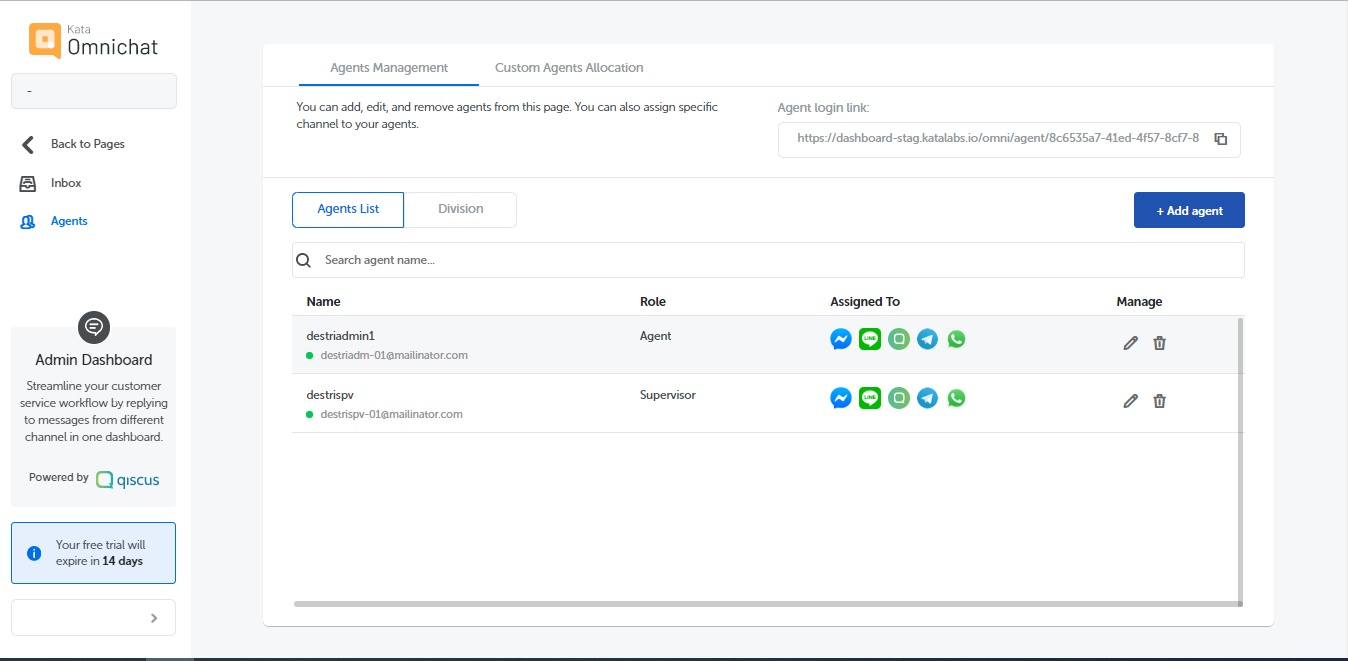 Kata
Omnichat
-
Back to Pages
Inbox
Agents
Admin Dashboard
Streamline your customer
service workflow by replying
to messages from different
channel in one dashboard.
Powered by qiscus
Your free trial will
expire in 14 days
Agents Management
Custom Agents Allocation
You can add, edit, and remove agents from this page. You can also assign specific
channel to your agents.
Agent login link:
https://dashboard-stag.katalabs.io/omni/agent/8c6535a7-41ed-4f57-8cf7-8
Agents List
Division
+ Add agent
Search agent name...
Name Role Assigned To Manage
destriadmin1 Agent LINE
destriadm-01@mailinator.com
destrispv Supervisor LINE
destrispv-01@mailinator.com